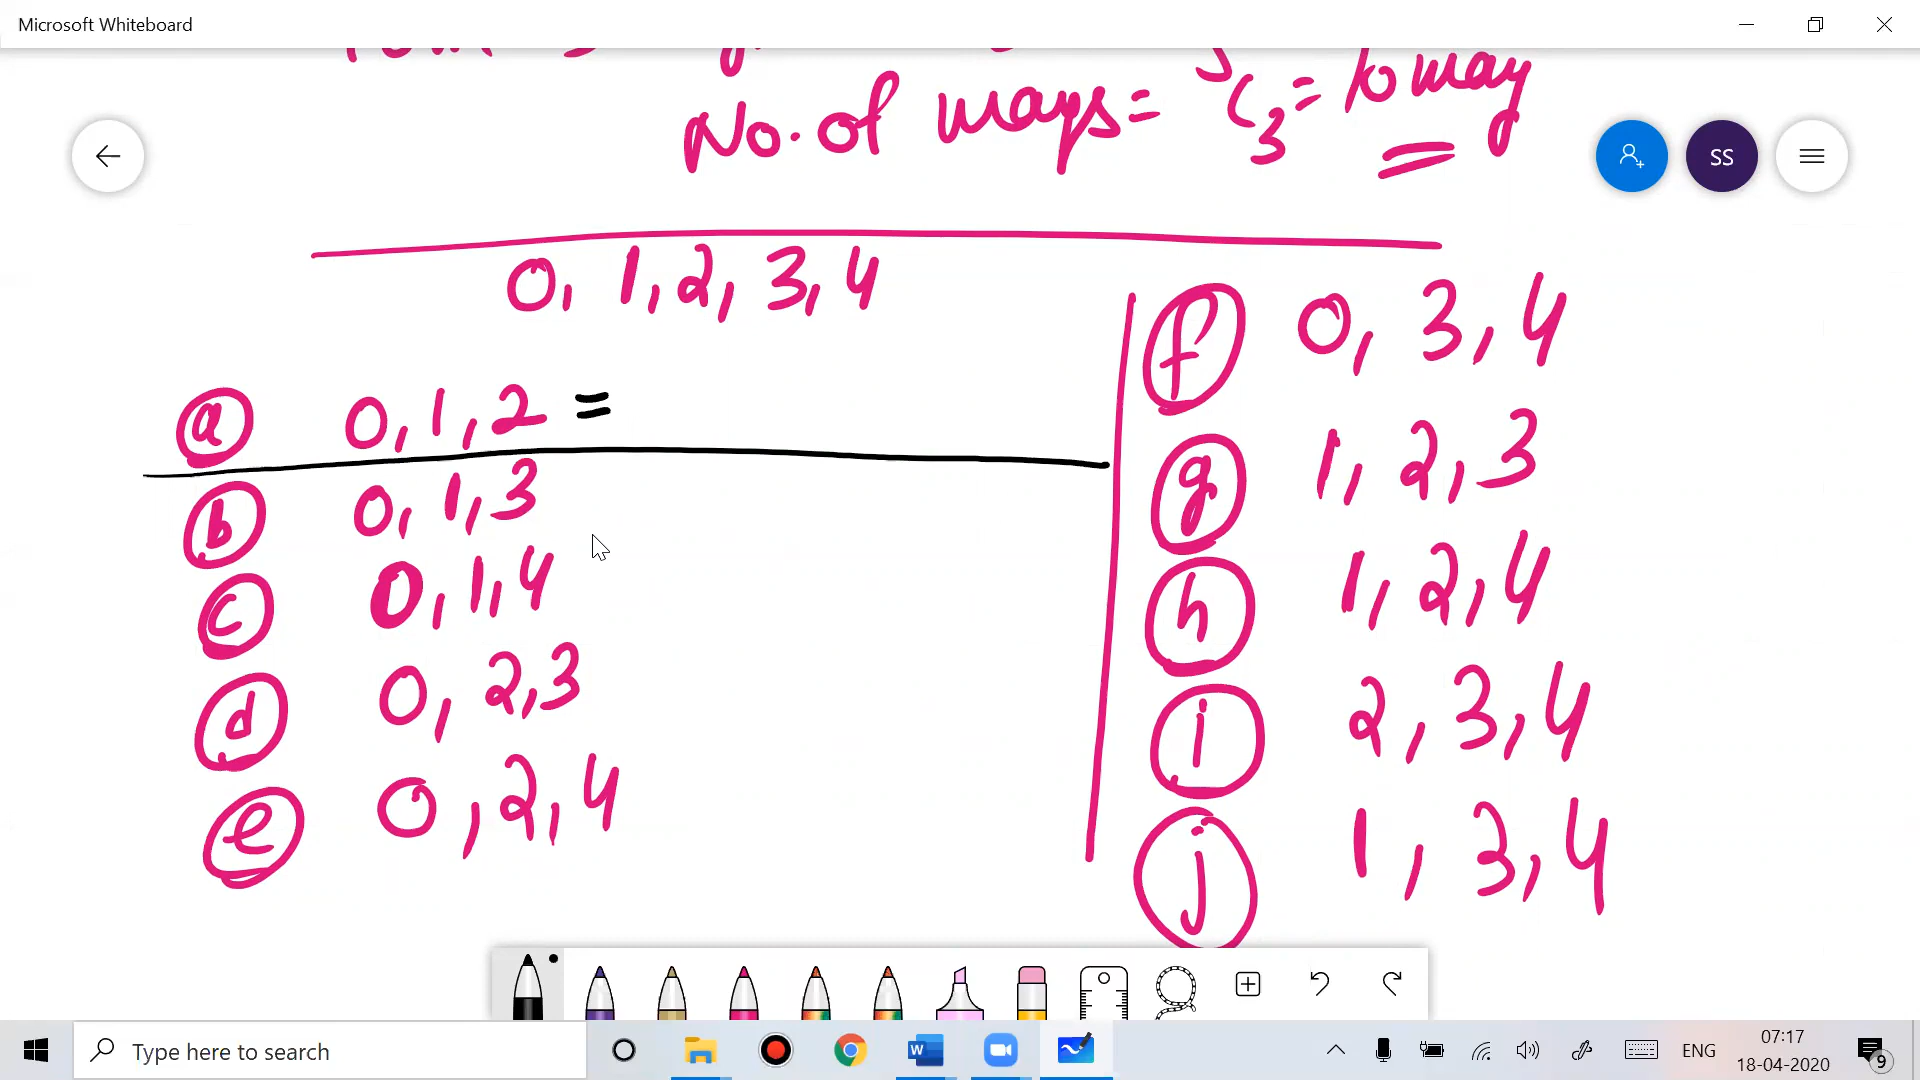 Microsoft Whiteboard
No. of ways = 5C3 = 10 way
SS
0, 1, 2, 3, 4
a 0, 1, 2 =
b 0, 1, 3
c 0, 1, 4
d 0, 2, 3
e 0, 2, 4
f 0, 3, 4
g 1, 2, 3
h 1, 2, 4
i 2, 3, 4
j 1, 3, 4
Type here to search
ENG
07:17
18-04-2020
9